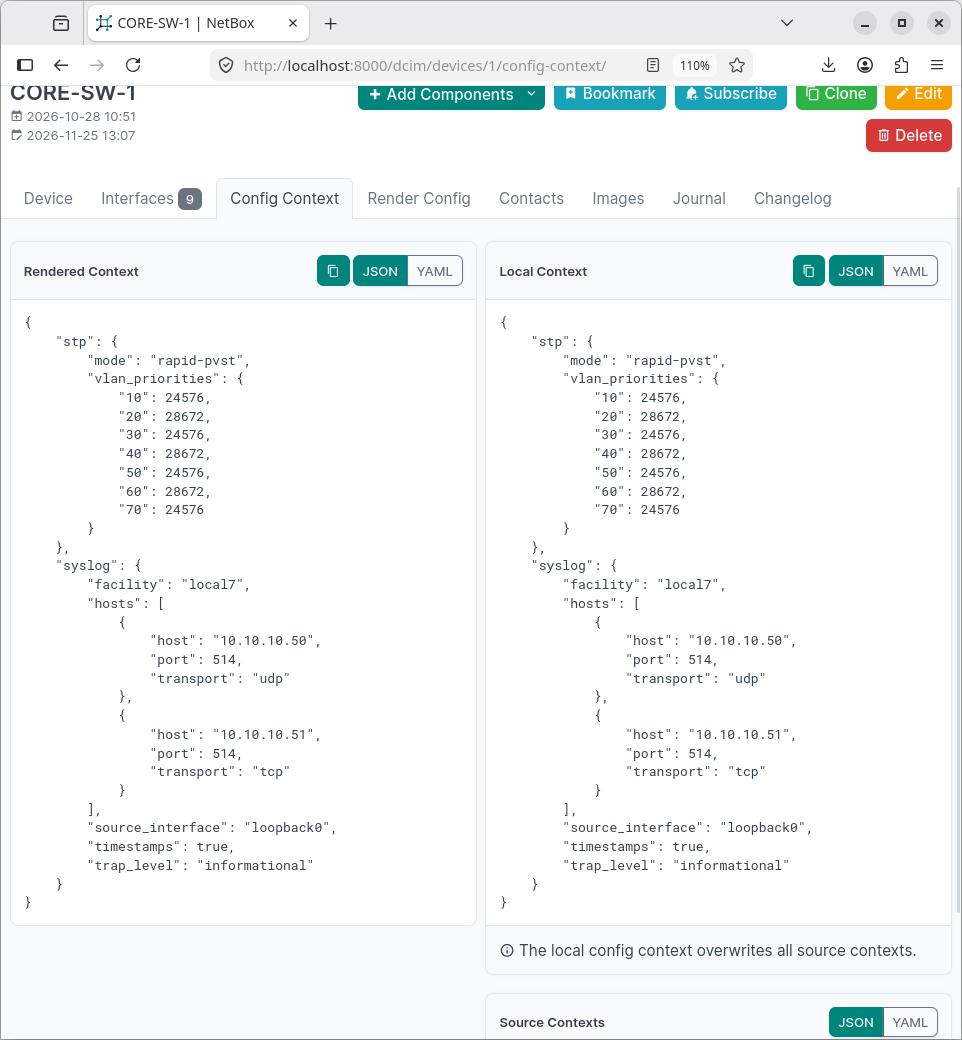 CORE-SW-1 | NetBox
http://localhost:8000/dcim/devices/1/config-context/
110%
CORE-SW-1
2026-10-28 10:51
2026-11-25 13:07
Add Components
Bookmark
Subscribe
Clone
Edit
Delete
Device
Interfaces 9
Config Context
Render Config
Contacts
Images
Journal
Changelog
Rendered Context
JSON YAML
{
    "stp": {
        "mode": "rapid-pvst",
        "vlan_priorities": {
            "10": 24576,
            "20": 28672,
            "30": 24576,
            "40": 28672,
            "50": 24576,
            "60": 28672,
            "70": 24576
        }
    },
    "syslog": {
        "facility": "local7",
        "hosts": [
            {
                "host": "10.10.10.50",
                "port": 514,
                "transport": "udp"
            },
            {
                "host": "10.10.10.51",
                "port": 514,
                "transport": "tcp"
            }
        ],
        "source_interface": "loopback0",
        "timestamps": true,
        "trap_level": "informational"
    }
}
Local Context
JSON YAML
{
    "stp": {
        "mode": "rapid-pvst",
        "vlan_priorities": {
            "10": 24576,
            "20": 28672,
            "30": 24576,
            "40": 28672,
            "50": 24576,
            "60": 28672,
            "70": 24576
        }
    },
    "syslog": {
        "facility": "local7",
        "hosts": [
            {
                "host": "10.10.10.50",
                "port": 514,
                "transport": "udp"
            },
            {
                "host": "10.10.10.51",
                "port": 514,
                "transport": "tcp"
            }
        ],
        "source_interface": "loopback0",
        "timestamps": true,
        "trap_level": "informational"
    }
}
The local config context overwrites all source contexts.
Source Contexts
JSON YAML